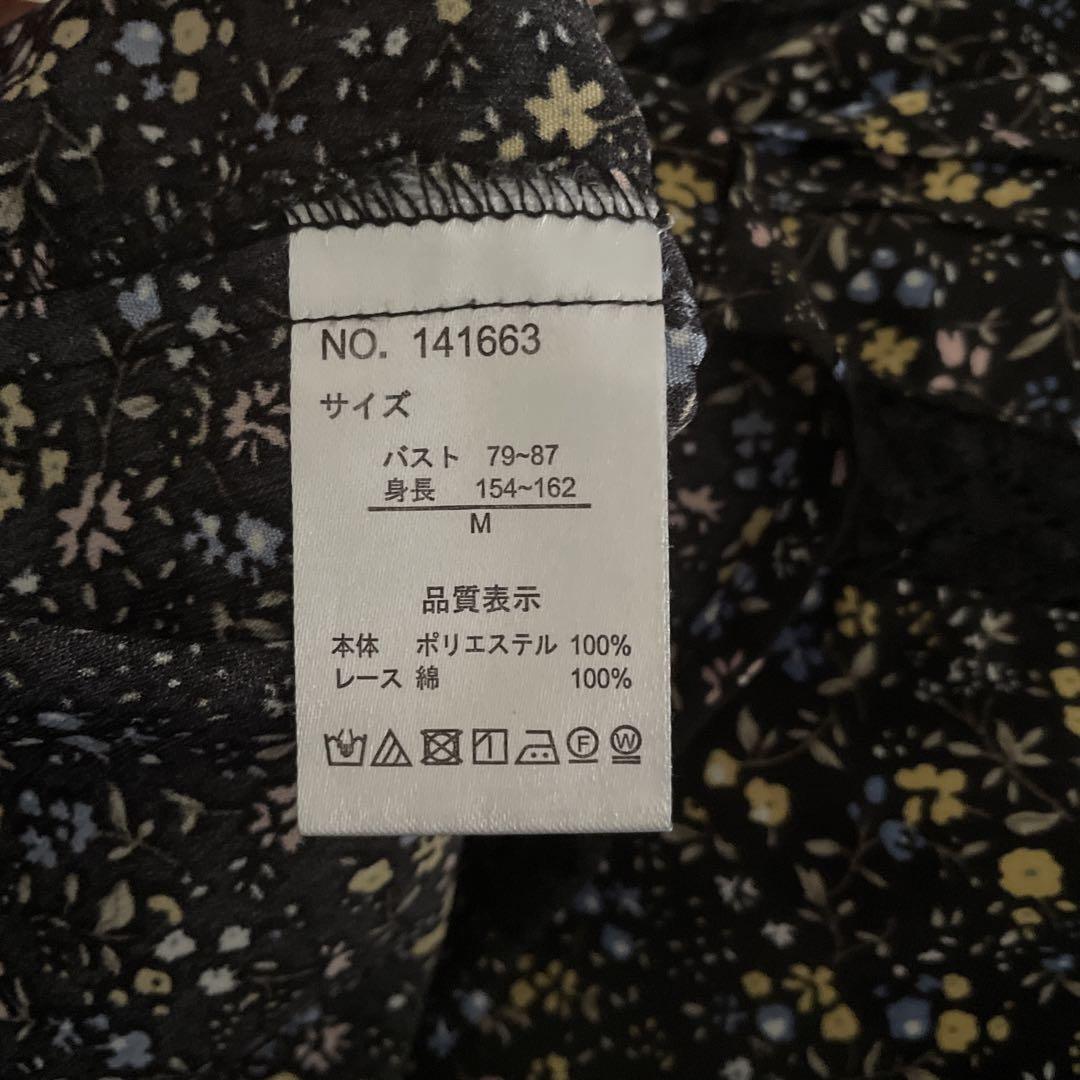 NO. 141663
サイズ
バスト 79~87
身長 154~162
M
品質表示
本体 ポリエステル 100%
レース 綿 100%
F W